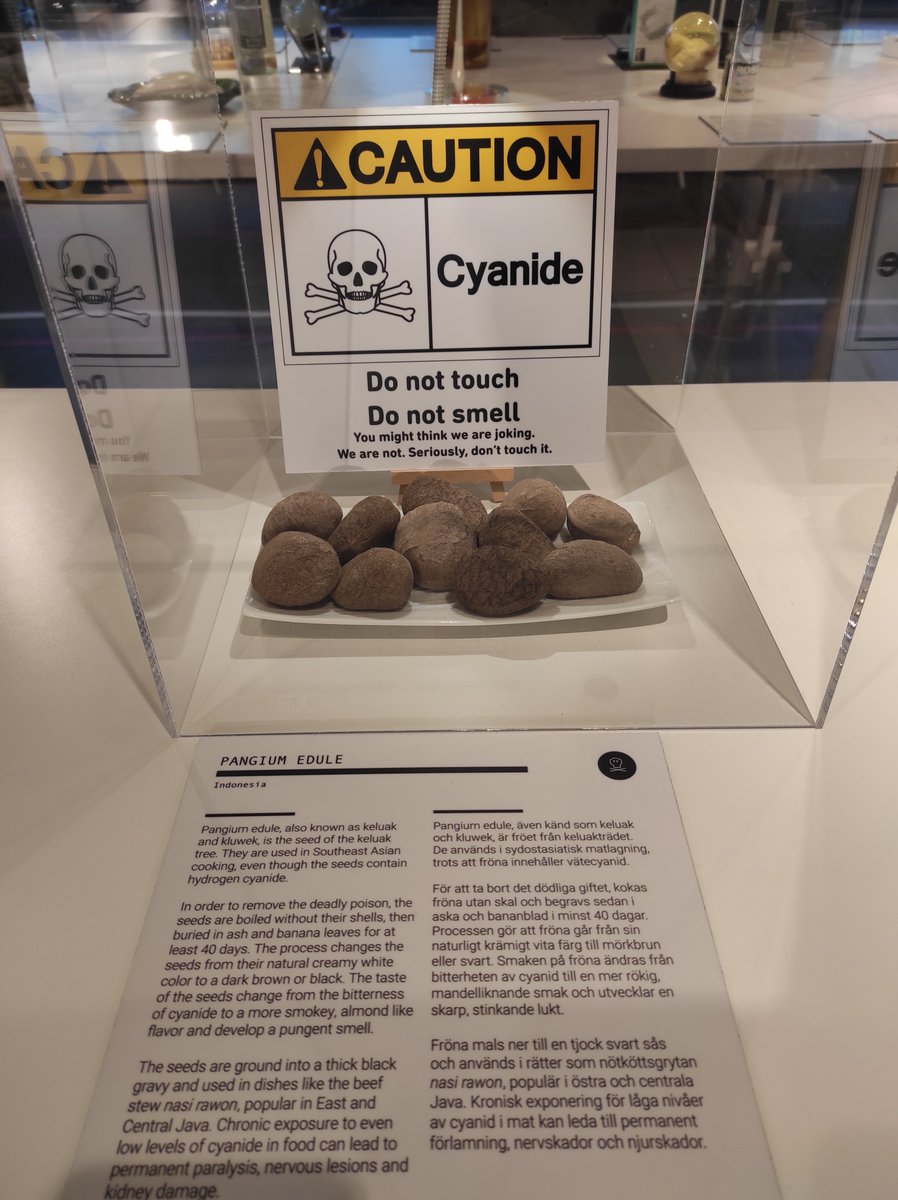 CAUTION
Cyanide
Do not touch
Do not smell
You might think we are joking.
We are not. Seriously, don't touch it.
PANGIUM EDULE
Indonesia
Pangium edule, also known as keluak
and kluwek, is the seed of the keluak
tree. They are used in Southeast Asian
cooking, even though the seeds contain
hydrogen cyanide.
In order to remove the deadly poison, the
seeds are boiled without their shells, then
buried in ash and banana leaves for at
least 40 days. The process changes the
seeds from their natural creamy white
color to a dark brown or black. The taste
of the seeds change from the bitterness
of cyanide to a more smokey, almond like
flavor and develop a pungent smell.
The seeds are ground into a thick black
gravy and used in dishes like the beef
stew nasi rawon, popular in East and
Central Java. Chronic exposure to even
low levels of cyanide in food can lead to
permanent paralysis, nervous lesions and
kidney damage.
Pangium edule, även känd som keluak
och kluwek, är fröet från keluakträdet.
De används i sydostasiatisk matlagning,
trots att fröna innehåller vätecyanid.
För att ta bort det dödliga giftet, kokas
fröna utan skal och begravs sedan i
aska och bananblad i minst 40 dagar.
Processen gör att fröna går från sin
naturligt krämigt vita färg till mörkbrun
eller svart. Smaken på fröna ändras från
bitterheten av cyanid till en mer rökig,
mandelliknande smak och utvecklar en
skarp, stinkande lukt.
Fröna mals ner till en tjock svart sås
och används i rätter som nötköttsgrytan
nasi rawon, populär i östra och centrala
Java. Kronisk exponering för låga nivåer
av cyanid i mat kan leda till permanent
förlamning, nervskador och njurskador.